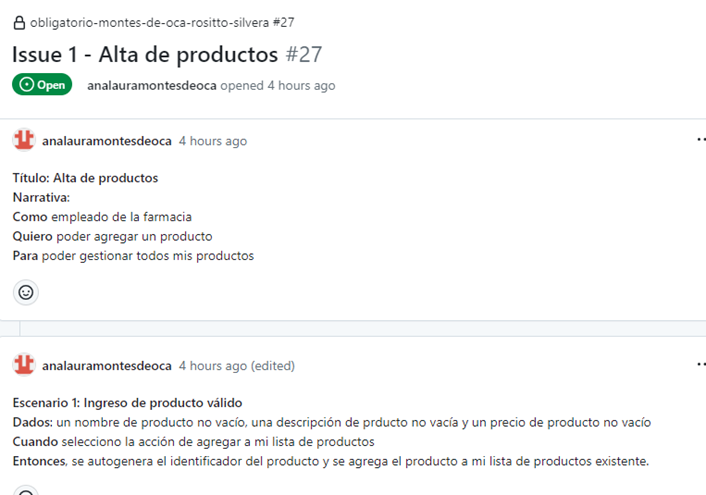 obligatorio-montes-de-oca-rositto-silvera #27
Issue 1 - Alta de productos #27
Open analauramontesdeoca opened 4 hours ago
analauramontesdeoca 4 hours ago
Título: Alta de productos
Narrativa:
Como empleado de la farmacia
Quiero poder agregar un producto
Para poder gestionar todos mis productos
analauramontesdeoca 4 hours ago (edited)
Escenario 1: Ingreso de producto válido
Dados: un nombre de producto no vacío, una descripción de prducto no vacía y un precio de producto no vacío
Cuando selecciono la acción de agregar a mi lista de productos
Entonces, se autogenera el identificador del producto y se agrega el producto a mi lista de productos existente.